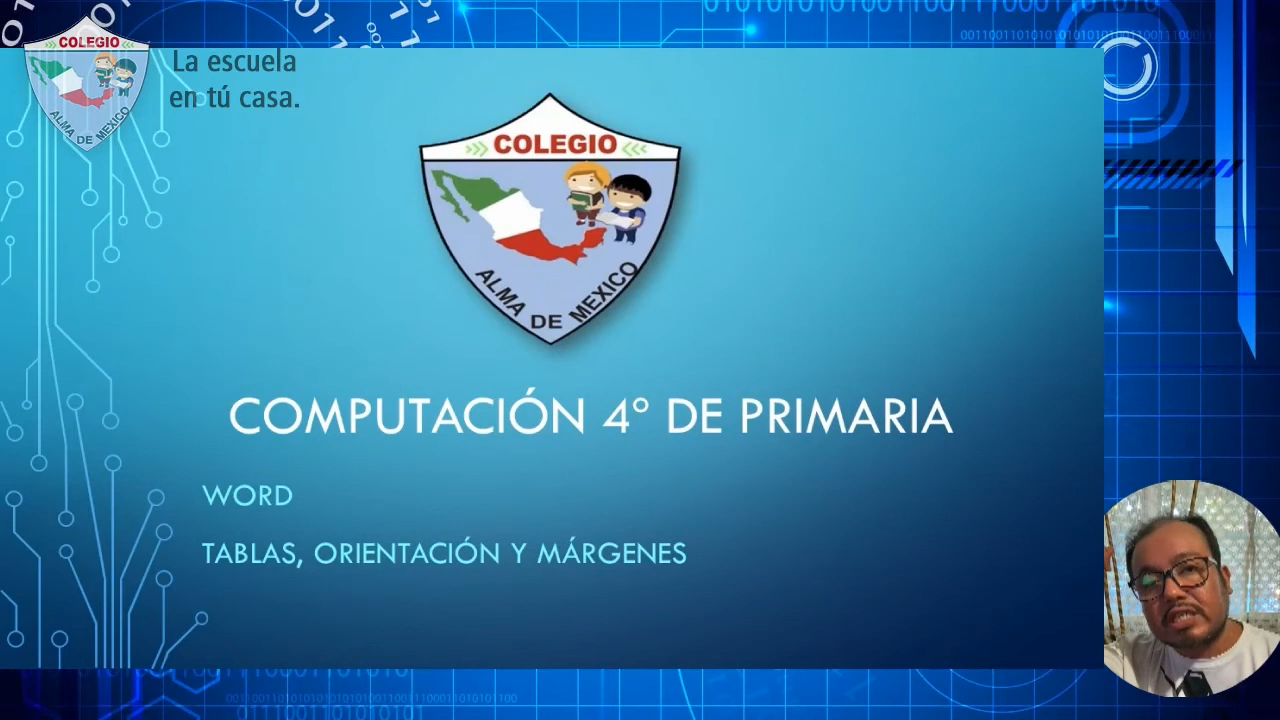 COLEGIO
ALMA DE MEXICO
La escuela
en tú casa.
COLEGIO
ALMA DE MEXICO
COMPUTACIÓN 4º DE PRIMARIA
WORD
TABLAS, ORIENTACIÓN Y MÁRGENES